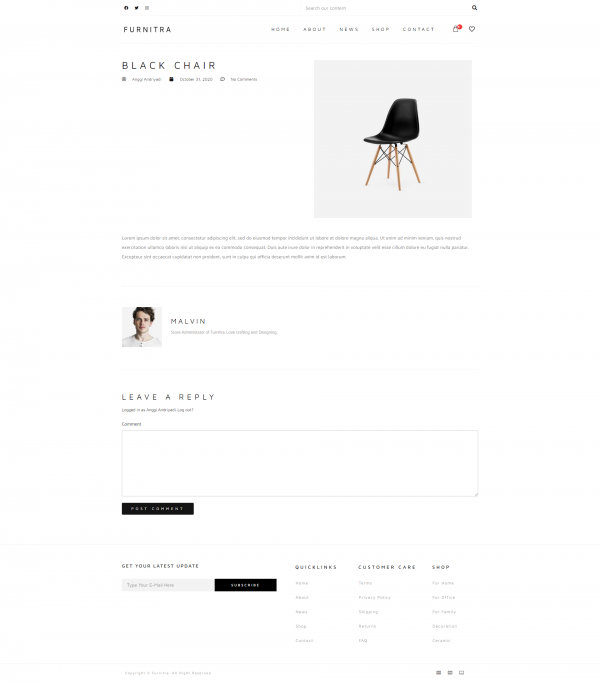 Search our content
FURNITRA
HOME ABOUT NEWS SHOP CONTACT
BLACK CHAIR
Anggi Andriyadi October 31, 2020 No Comments
Lorem ipsum dolor sit amet, consectetur adipiscing elit, sed do eiusmod tempor incididunt ut labore et dolore magna aliqua. Ut enim ad minim veniam, quis nostrud
exercitation ullamco laboris nisi ut aliquip ex ea commodo consequat. Duis aute irure dolor in reprehenderit in voluptate velit esse cillum dolore eu fugiat nulla pariatur.
Excepteur sint occaecat cupidatat non proident, sunt in culpa qui officia deserunt mollit anim id est laborum.
MALVIN
Store Administrator of Furnitra. Love crafting and Designing
LEAVE A REPLY
Logged in as Anggi Andriyadi. Log out?
Comment
POST COMMENT
GET YOUR LATEST UPDATE
Type Your E-Mail Here SUBSCRIBE
QUICKLINKS CUSTOMER CARE SHOP
Home Terms For Home
About Privacy Policy For Office
News Shipping For Family
Shop Returns Decoration
Contact FAQ
Copyright © Furnitra. All Right Reserved